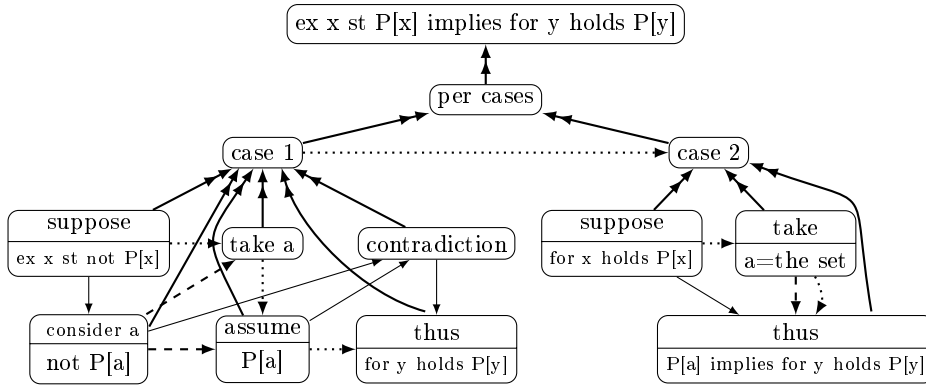 ex x st P[x] implies for y holds P[y]
per cases
case 1
case 2
suppose
ex x st not P[x]
take a
contradiction
suppose
for x holds P[x]
take
a=the set
consider a
not P[a]
assume
P[a]
thus
for y holds P[y]
thus
P[a] implies for y holds P[y]